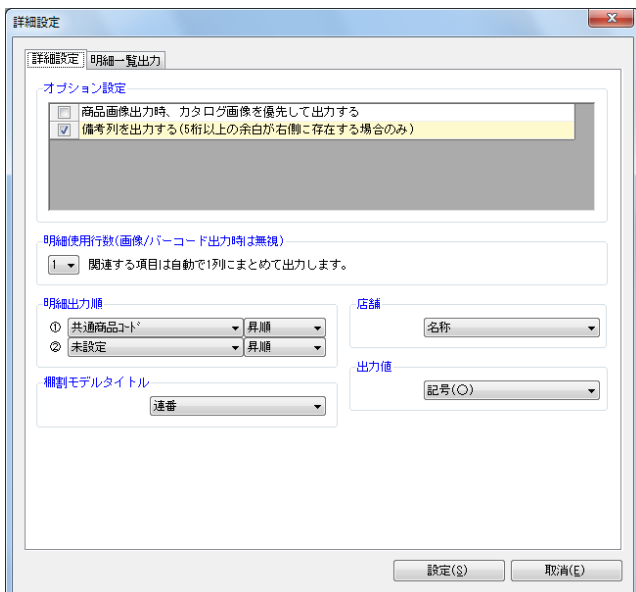 詳細設定
詳細設定 明細一覧出力
オプション設定
商品画像出力時、カタログ画像を優先して出力する
備考列を出力する(5桁以上の余白が右側に存在する場合のみ)
明細使用行数(画像/バーコード出力時は無視)
1 関連する項目は自動で1列にまとめて出力します。
明細出力順
① 共通商品ｺｰﾄﾞ 昇順
② 未設定 昇順
店舗
名称
出力値
記号(○)
棚割モデルタイトル
連番
設定(S) 取消(E)